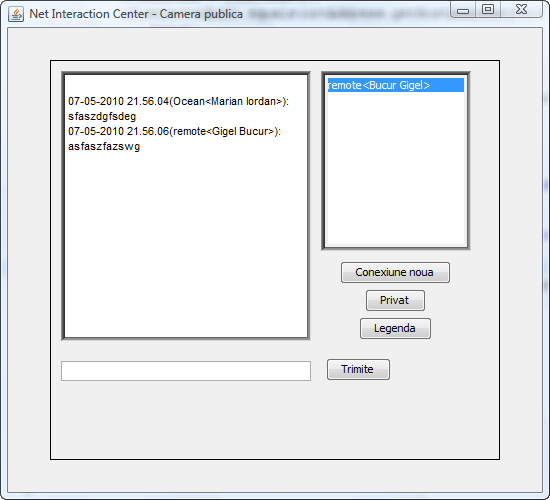 Net Interaction Center - Camera publica
07-05-2010 21.56.04(Ocean<Marian Iordan>):
sfaszdgfsdeg
07-05-2010 21.56.06(remote<Gigel Bucur>):
asfaszfazswg
remote<Bucur Gigel>
Conexiune noua
Privat
Legenda
Trimite